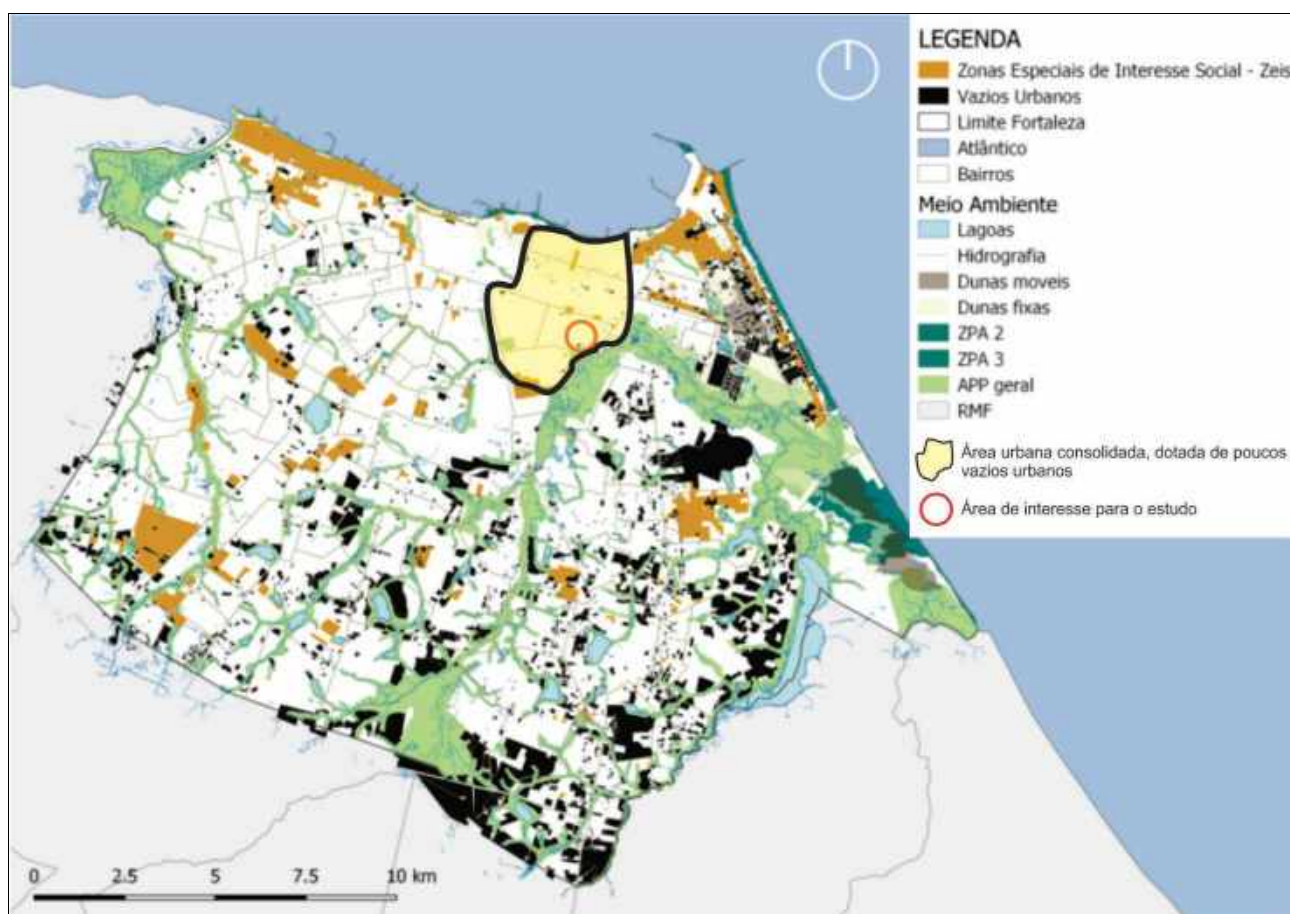 LEGENDA
Zonas Especiais de Interesse Social - Zeis
Vazios Urbanos
Limite Fortaleza
Atlântico
Bairros
Meio Ambiente
Lagoas
Hidrografia
Dunas moveis
Dunas fixas
ZPA 2
ZPA 3
APP geral
RMF
Área urbana consolidada, dotada de poucos
vazios urbanos
Área de interesse para o estudo
0 2.5 5 7.5 10 km